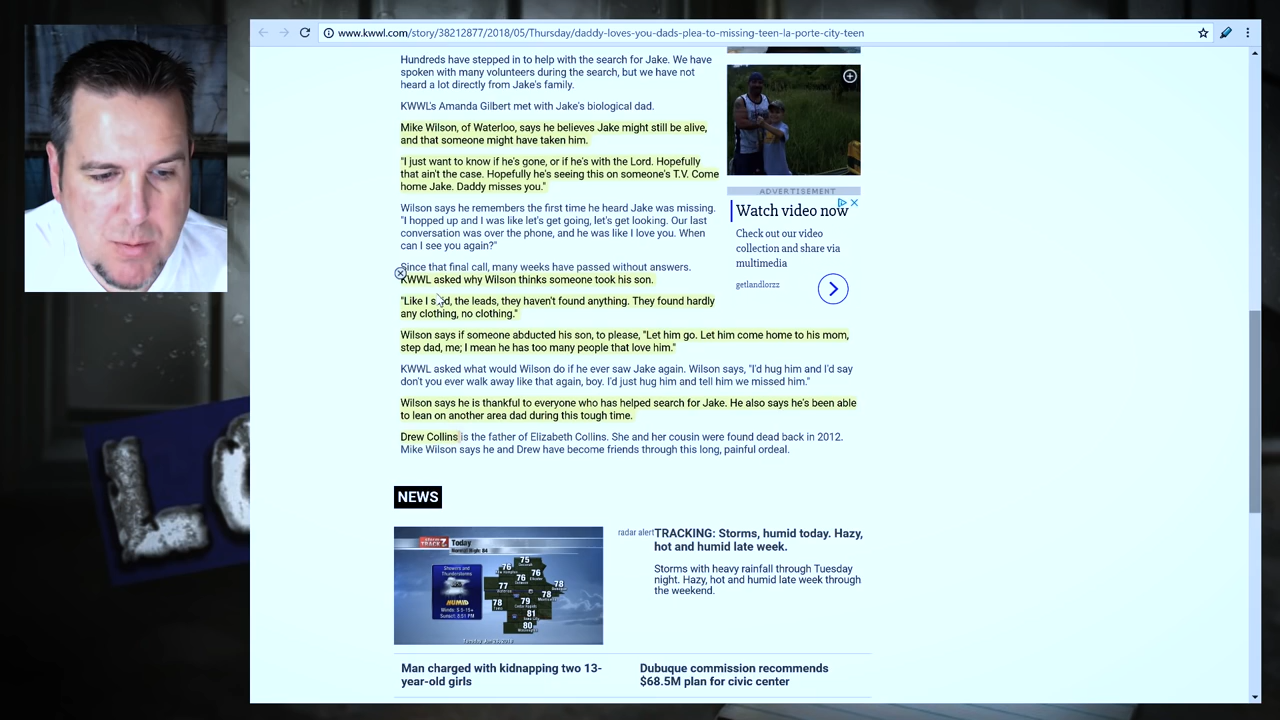 www.kwwl.com/story/38212877/2018/05/Thursday/daddy-loves-you-dads-plea-to-missing-teen-la-porte-city-teen
Hundreds have stepped in to help with the search for Jake. We have
spoken with many volunteers during the search, but we have not
heard a lot directly from Jake's family.
KWWL's Amanda Gilbert met with Jake's biological dad.
Mike Wilson, of Waterloo, says he believes Jake might still be alive,
and that someone might have taken him.
"I just want to know if he's gone, or if he's with the Lord. Hopefully
that ain't the case. Hopefully he's seeing this on someone's T.V. Come
home Jake. Daddy misses you."
Wilson says he remembers the first time he heard Jake was missing.
"I hopped up and I was like let's get going, let's get looking. Our last
conversation was over the phone, and he was like I love you. When
can I see you again?"
Since that final call, many weeks have passed without answers.
KWWL asked why Wilson thinks someone took his son.
"Like I said, the leads, they haven't found anything. They found hardly
any clothing, no clothing."
Wilson says if someone abducted his son, to please, "Let him go. Let him come home to his mom,
step dad, me; I mean he has too many people that love him."
KWWL asked what would Wilson do if he ever saw Jake again. Wilson says, "I'd hug him and I'd say
don't you ever walk away like that again, boy. I'd just hug him and tell him we missed him."
Wilson says he is thankful to everyone who has helped search for Jake. He also says he's been able
to lean on another area dad during this tough time.
Drew Collins is the father of Elizabeth Collins. She and her cousin were found dead back in 2012.
Mike Wilson says he and Drew have become friends through this long, painful ordeal.
ADVERTISEMENT
Watch video now
Check out our video
collection and share via
multimedia
getlandlorzz
NEWS
Today
76
75
76
78
77
78
78
79
81
80
HUMID
radar alert
TRACKING: Storms, humid today. Hazy,
hot and humid late week.
Storms with heavy rainfall through Tuesday
night. Hazy, hot and humid late week through
the weekend.
Man charged with kidnapping two 13-
year-old girls
Dubuque commission recommends
$68.5M plan for civic center
LO